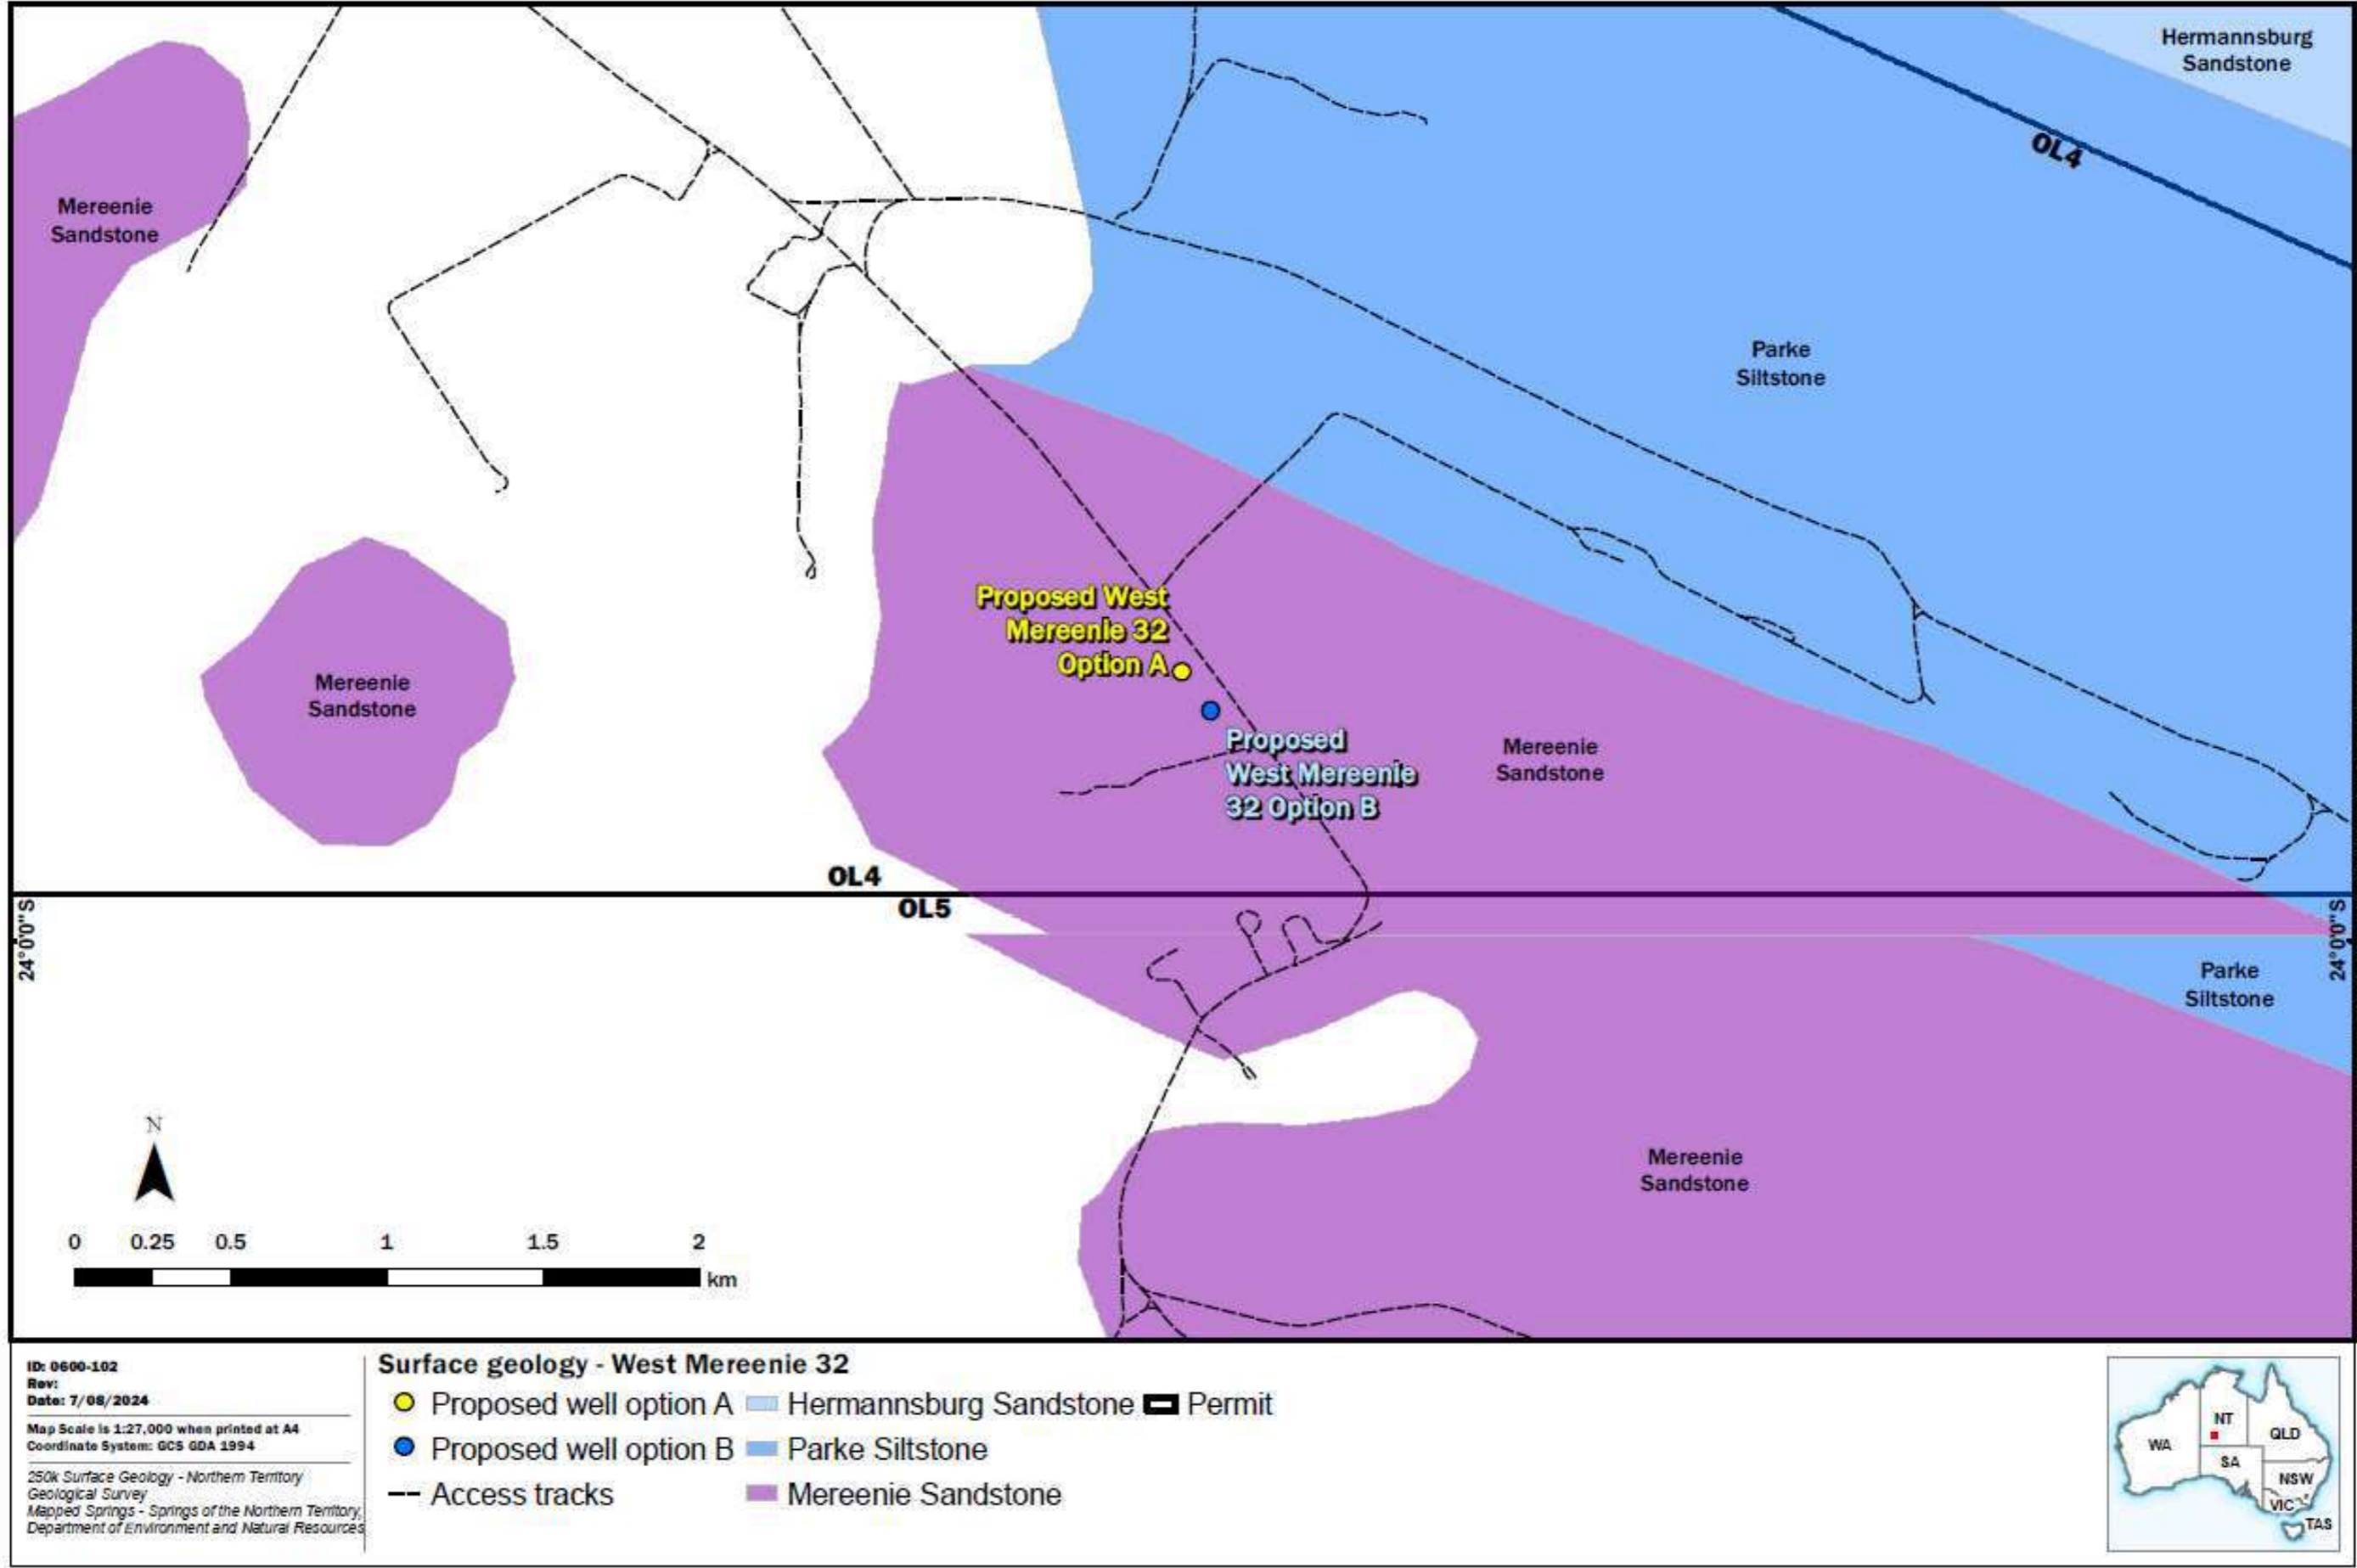 Hermannsburg
Sandstone
OL4
Mereenie
Sandstone
Parke
Siltstone
Proposed West
Mereenie 32
Option A
Mereenie
Sandstone
Proposed
West Mereenie
32 Option B
Mereenie
Sandstone
OL4
OL5
24°0'0"S
24°0'0"S
Parke
Siltstone
N
Mereenie
Sandstone
0 0.25 0.5 1 1.5 2
km
ID: 0600-102
Rev:
Date: 7/08/2024
Map Scale is 1:27,000 when printed at A4
Coordinate System: GCS GDA 1994
250k Surface Geology - Northern Territory
Geological Survey
Mapped Springs - Springs of the Northern Territory,
Department of Environment and Natural Resources
Surface geology - West Mereenie 32
Proposed well option A
Hermannsburg Sandstone
Permit
Proposed well option B
Parke Siltstone
Access tracks
Mereenie Sandstone
NT
QLD
WA
SA
NSW
VIC
TAS